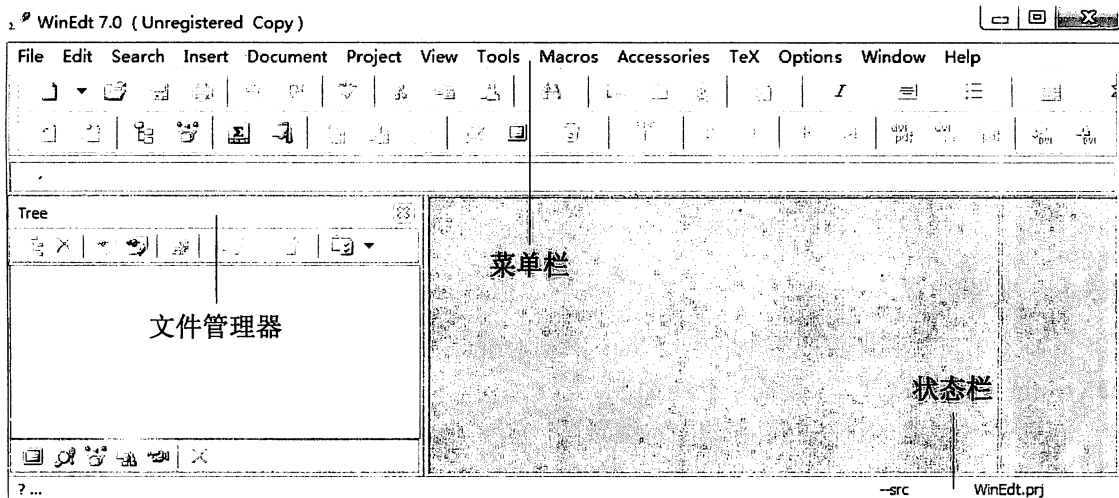 WinEdt 7.0 (Unregistered Copy)
File Edit Search Insert Document Project View Tools Macros Accessories TeX Options Window Help
Tree
菜单栏
文件管理器
状态栏
? ...
--src WinEdt.prj